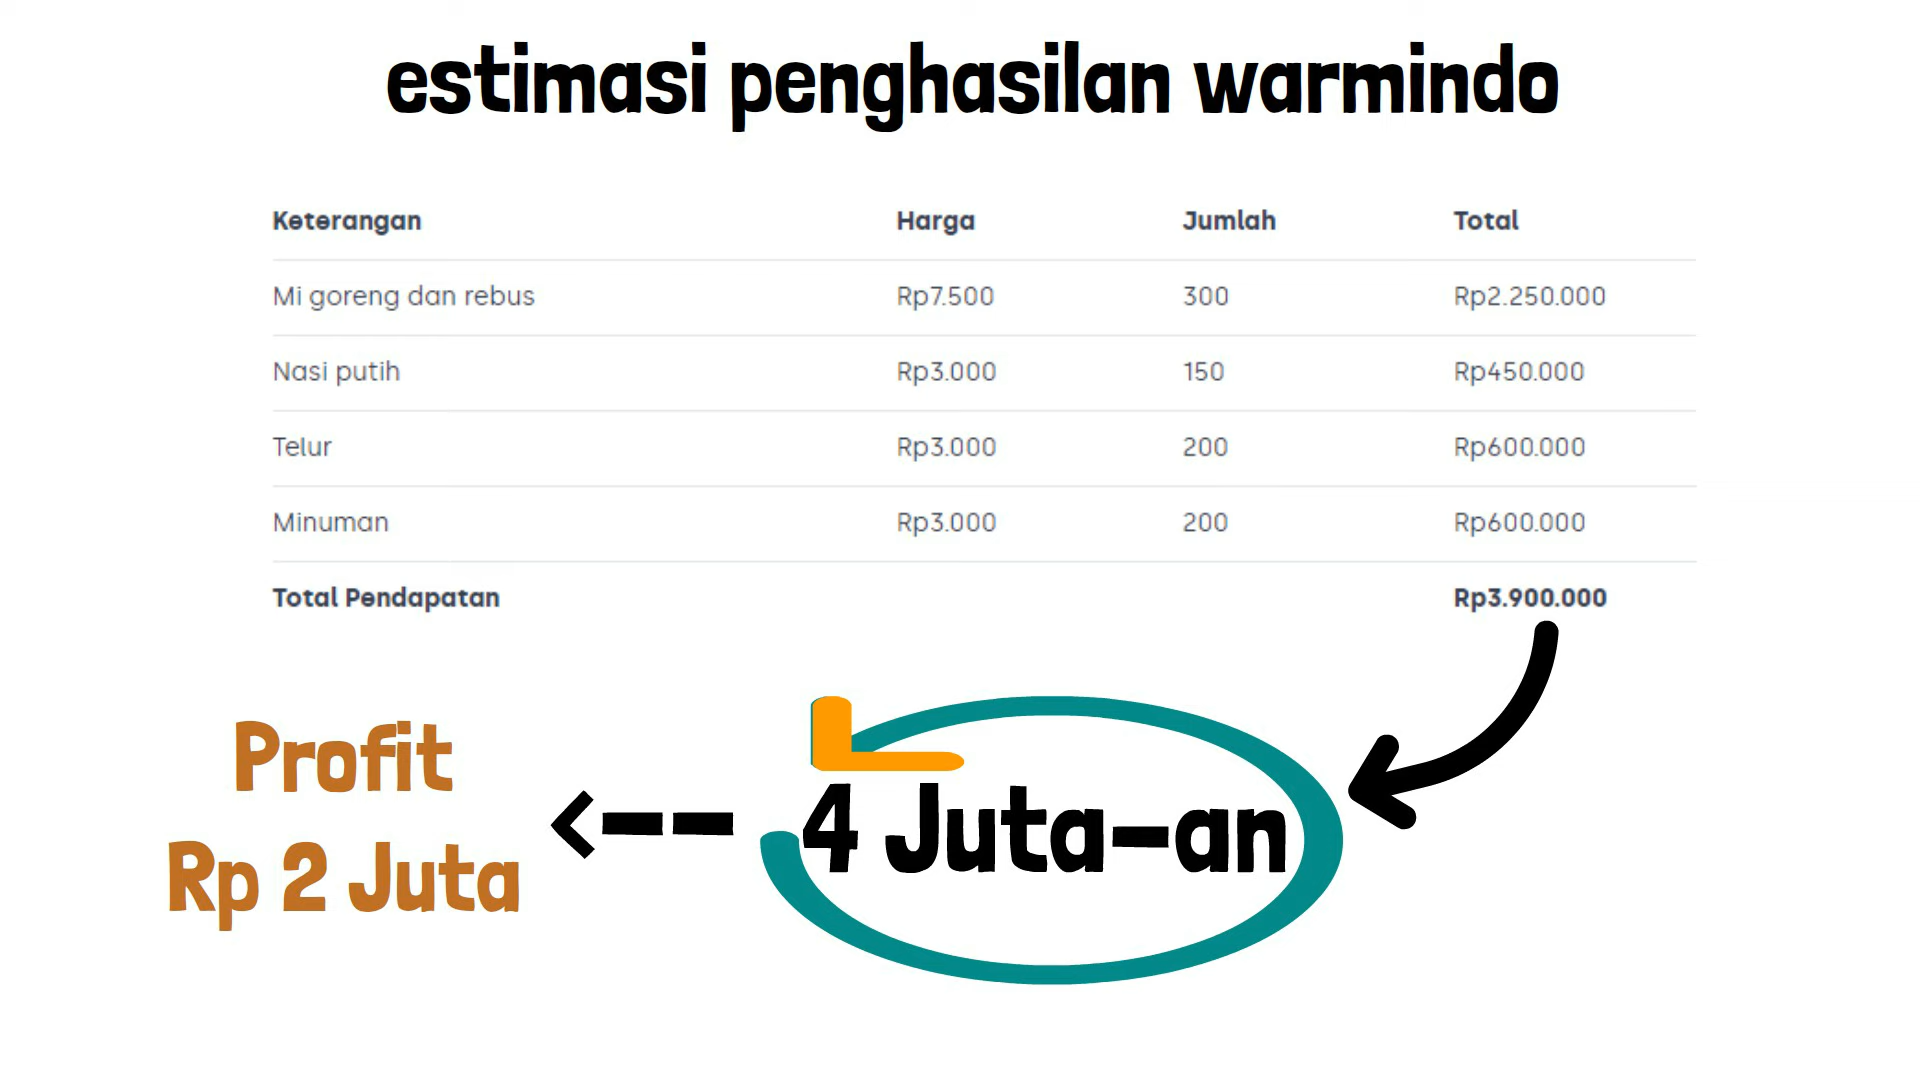 estimasi penghasilan warmindo
Keterangan Harga Jumlah Total
Mi goreng dan rebus Rp7.500 300 Rp2.250.000
Nasi putih Rp3.000 150 Rp450.000
Telur Rp3.000 200 Rp600.000
Minuman Rp3.000 200 Rp600.000
Total Pendapatan Rp3.900.000
Profit
Rp 2 Juta
<-- 4 Juta-an